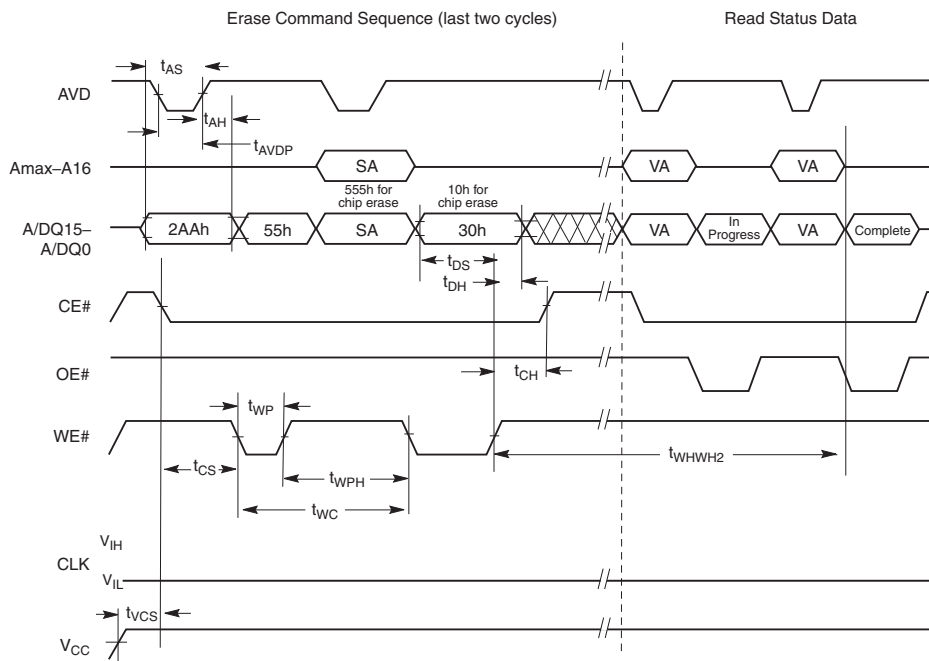 Erase Command Sequence (last two cycles)
Read Status Data
tAS
AVD
tAH
tAVDP
Amax–A16
SA
VA
VA
555h for
chip erase
10h for
chip erase
A/DQ15–
A/DQ0
2AAh
55h
SA
30h
VA
In
Progress
VA
Complete
tDS
tDH
CE#
tCH
OE#
tWP
WE#
tCS
tWPH
tWHWH2
tWC
VIH
CLK
VIL
tVCS
VCC